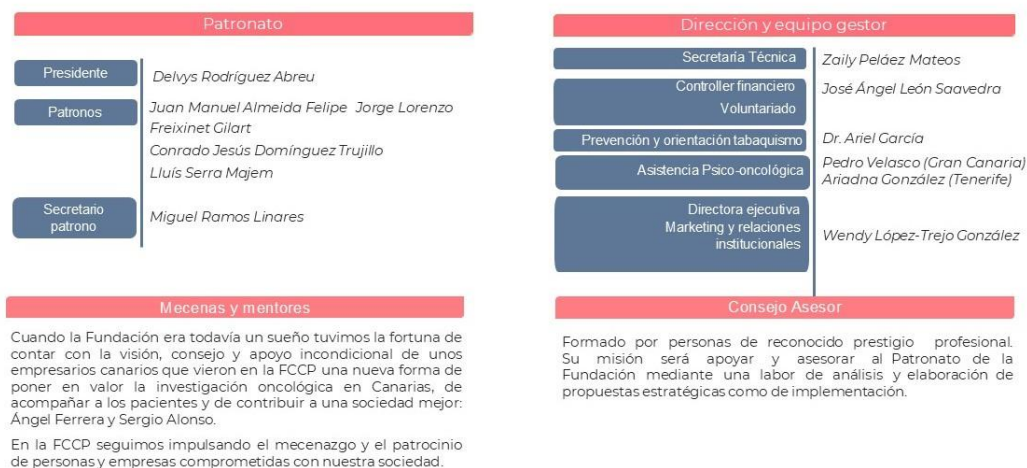 Patronato
Presidente
Delvys Rodríguez Abreu
Patronos
Juan Manuel Almeida Felipe  Jorge Lorenzo
Freixinet Gilart
Conrado Jesús Domínguez Trujillo
Lluís Serra Majem
Secretario
patrono
Miguel Ramos Linares
Dirección y equipo gestor
Secretaría Técnica
Zaily Peláez Mateos
Controller financiero
Voluntariado
José Ángel León Saavedra
Prevención y orientación tabaquismo
Dr. Ariel García
Asistencia Psico-oncológica
Pedro Velasco (Gran Canaria)
Ariadna González (Tenerife)
Directora ejecutiva
Marketing y relaciones
institucionales
Wendy López-Trejo González
Mecenas y mentores
Cuando la Fundación era todavía un sueño tuvimos la fortuna de
contar con la visión, consejo y apoyo incondicional de unos
empresarios canarios que vieron en la FCCP una nueva forma de
poner en valor la investigación oncológica en Canarias, de
acompañar a los pacientes y de contribuir a una sociedad mejor:
Ángel Ferrera y Sergio Alonso.
En la FCCP seguimos impulsando el mecenazgo y el patrocinio
de personas y empresas comprometidas con nuestra sociedad.
Consejo Asesor
Formado por personas de reconocido prestigio profesional.
Su misión será apoyar y asesorar al Patronato de la
Fundación mediante una labor de análisis y elaboración de
propuestas estratégicas como de implementación.